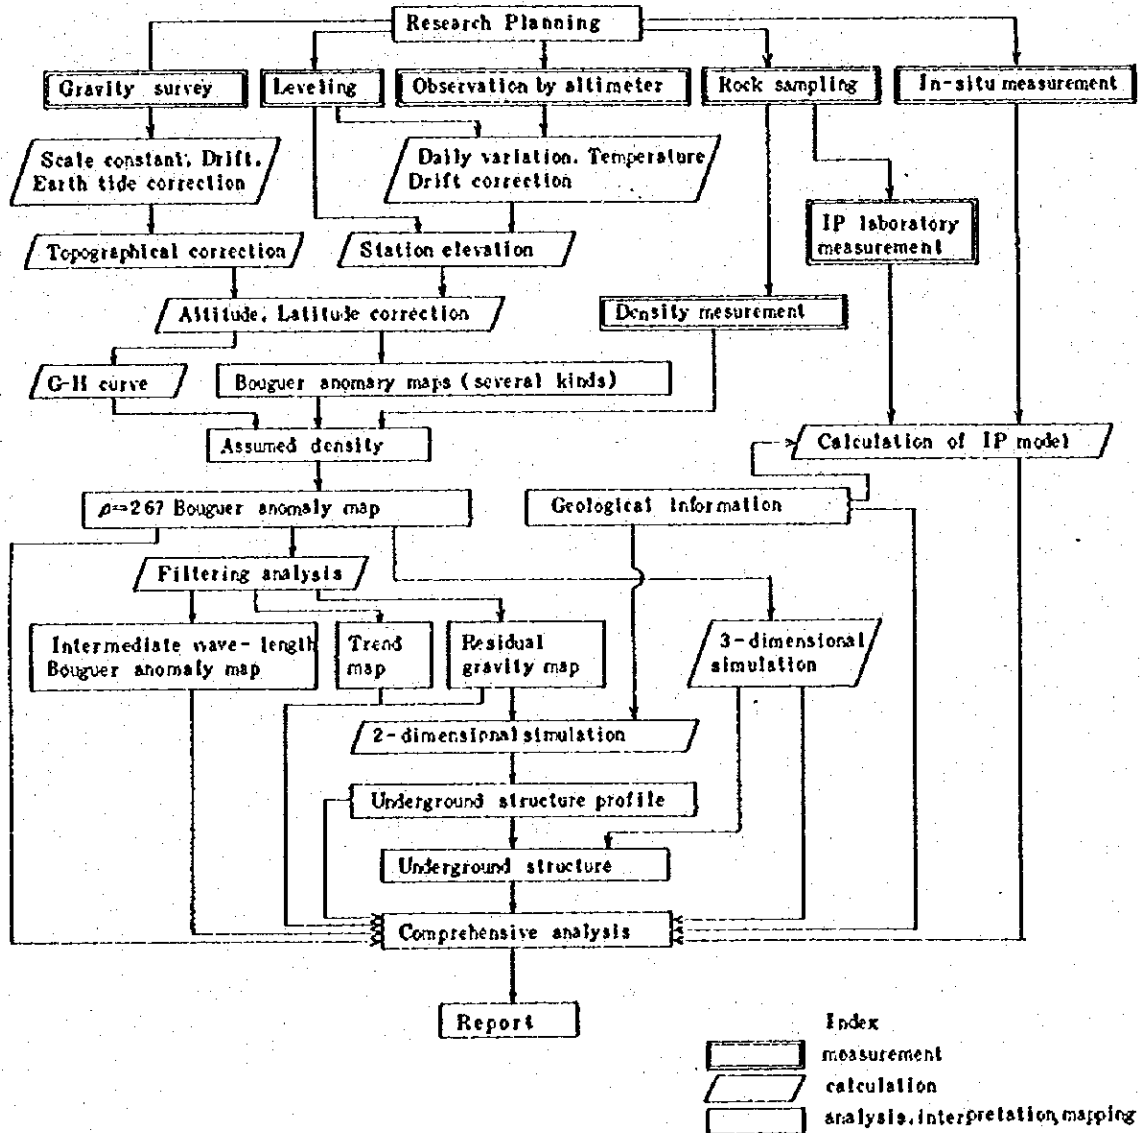 Research Planning
Gravity survey
Leveling
Observation by altimeter
Rock sampling
In-situ measurement
Scale constant, Drift,
Earth tide correction
Daily variation, Temperature
Drift correction
IP laboratory
measurement
Topographical correction
Station elevation
Altitude, Latitude correction
Density mesurement
G-H curve
Bouguer anomary maps (several kinds)
Assumed density
Calculation of IP model
ρ=267 Bouguer anomaly map
Geological Information
Filtering analysis
Intermediate wave-length
Bouguer anomaly map
Trend
map
Residual
gravity map
3-dimensional
simulation
2-dimensional simulation
Underground structure profile
Underground structure
Comprehensive analysis
Report
Index
measurement
calculation
analysis, interpretation, mapping